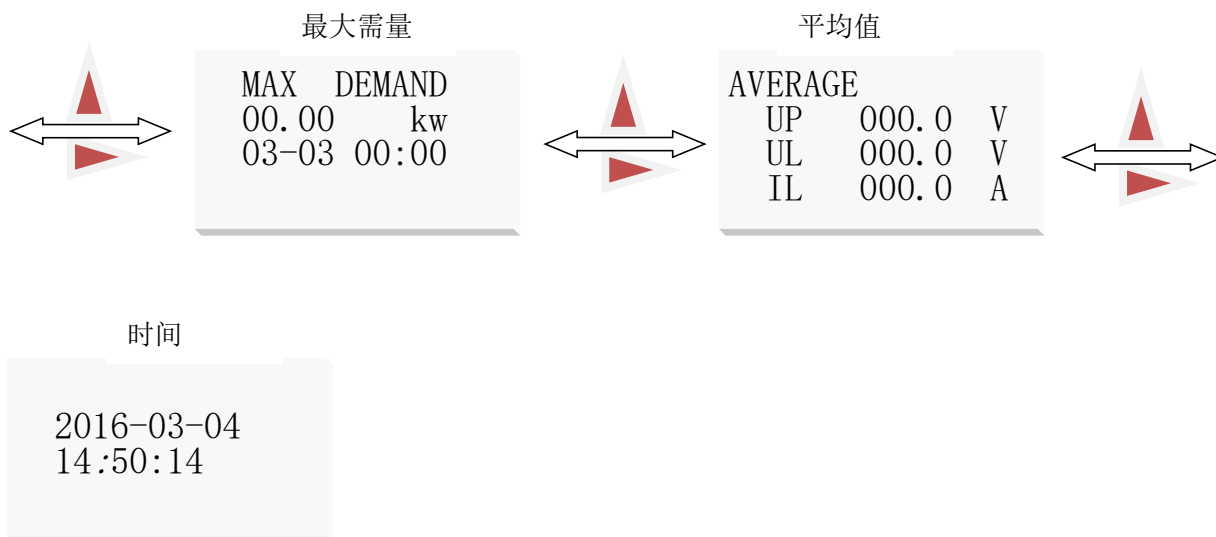 最大需量
MAX DEMAND
00.00 kw
03-03 00:00
平均值
AVERAGE
UP 000.0 V
UL 000.0 V
IL 000.0 A
时间
2016-03-04
14:50:14